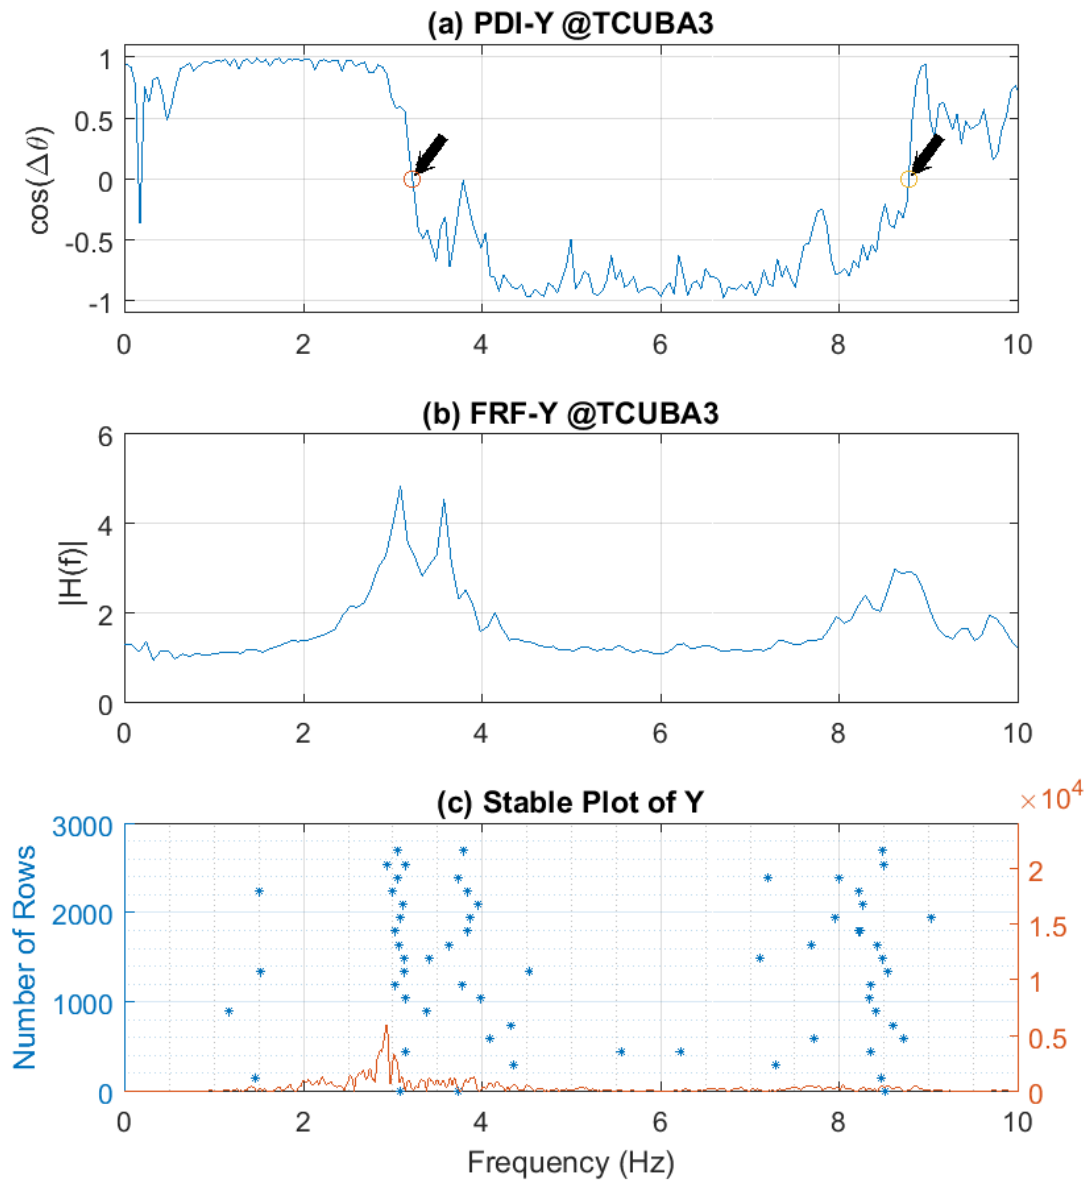 (a) PDI-Y @TCUBA3
cos(Δθ)
1
0.5
0
-0.5
-1
0 2 4 6 8 10
(b) FRF-Y @TCUBA3
|H(f)|
6
4
2
0
0 2 4 6 8 10
(c) Stable Plot of Y
×10^4
Number of Rows
3000
2000
1000
0
2
1.5
1
0.5
0
0 2 4 6 8 10
Frequency (Hz)